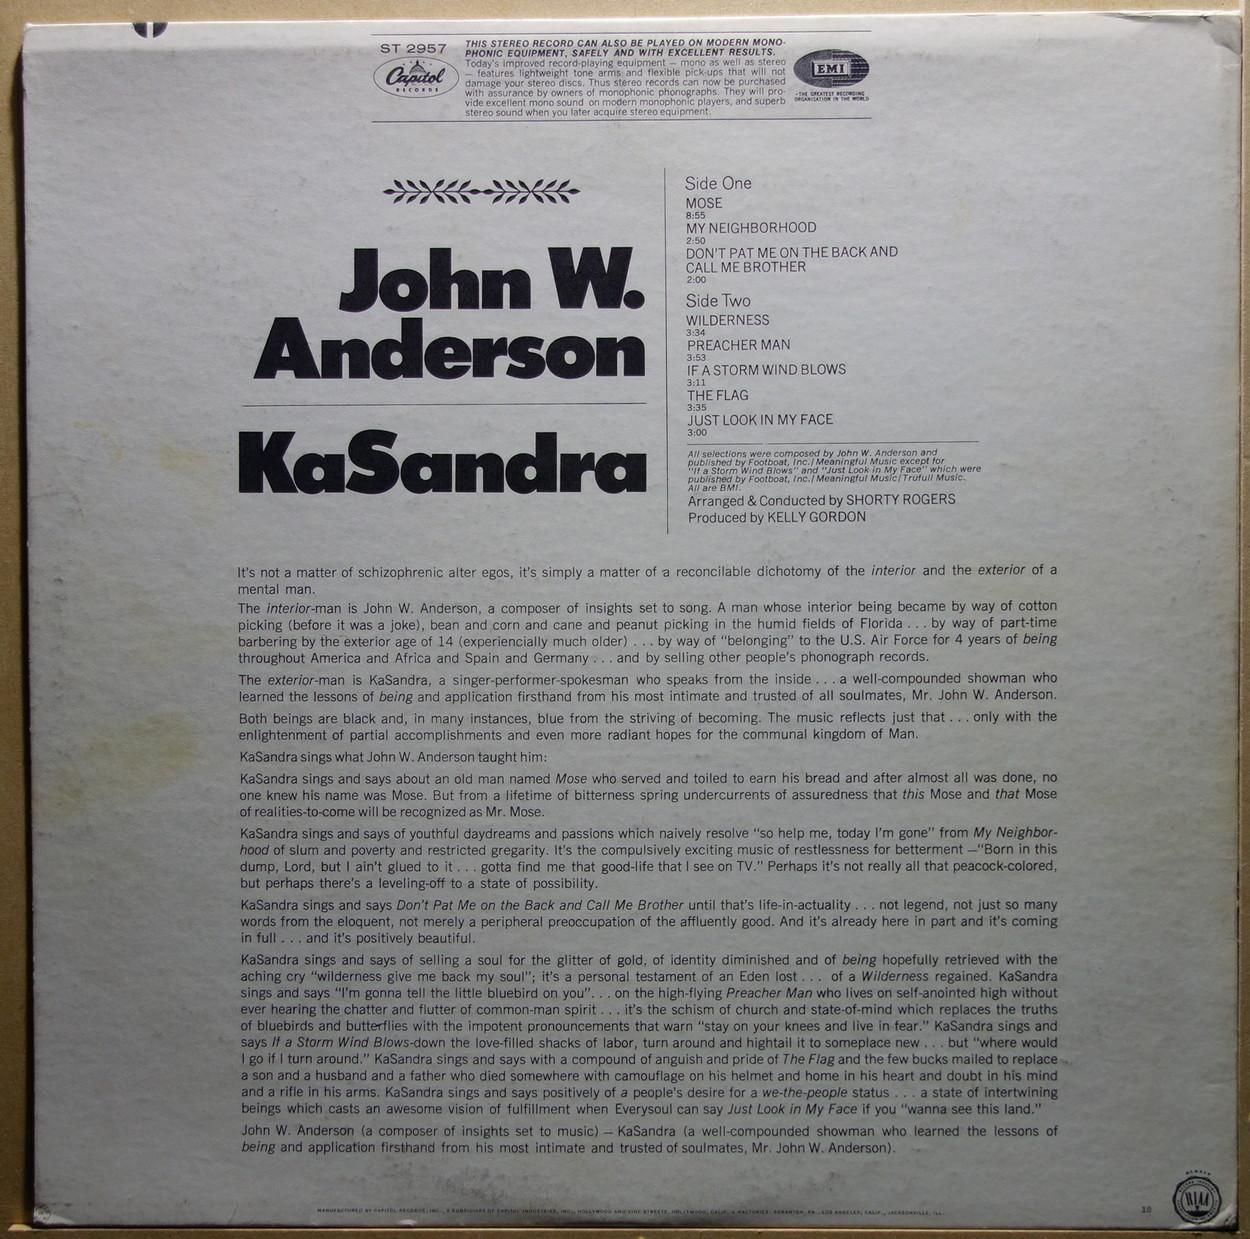 ST 2957
Capitol
RECORDS
THIS STEREO RECORD CAN ALSO BE PLAYED ON MODERN MONO-
PHONIC EQUIPMENT, SAFELY AND WITH EXCELLENT RESULTS.
Today's improved record-playing equipment — mono as well as stereo
— features lightweight tone arms and flexible pick-ups that will not
damage your stereo discs. Thus stereo records can now be purchased
with assurance by owners of monophonic phonographs. They will pro-
vide excellent mono sound on modern monophonic players, and superb
stereo sound when you later acquire stereo equipment.
EMI
THE GREATEST RECORDING
ORGANISATION IN THE WORLD
John W.
Anderson
KaSandra
Side One
MOSE
8:55
MY NEIGHBORHOOD
2:50
DON'T PAT ME ON THE BACK AND
CALL ME BROTHER
2:00
Side Two
WILDERNESS
3:34
PREACHER MAN
3:53
IF A STORM WIND BLOWS
3:11
THE FLAG
3:35
JUST LOOK IN MY FACE
3:00
All selections were composed by John W. Anderson and
published by Footboat, Inc./Meaningful Music except for
"If a Storm Wind Blows" and "Just Look in My Face" which were
published by Footboat, Inc./Meaningful Music/Trufull Music.
All are BMI.
Arranged & Conducted by SHORTY ROGERS
Produced by KELLY GORDON
It's not a matter of schizophrenic alter egos, it's simply a matter of a reconcilable dichotomy of the interior and the exterior of a
mental man.
The interior-man is John W. Anderson, a composer of insights set to song. A man whose interior being became by way of cotton
picking (before it was a joke), bean and corn and cane and peanut picking in the humid fields of Florida . . . by way of part-time
barbering by the exterior age of 14 (experiencially much older) . . . by way of "belonging" to the U.S. Air Force for 4 years of being
throughout America and Africa and Spain and Germany . . . and by selling other people's phonograph records.
The exterior-man is KaSandra, a singer-performer-spokesman who speaks from the inside . . . a well-compounded showman who
learned the lessons of being and application firsthand from his most intimate and trusted of all soulmates, Mr. John W. Anderson.
Both beings are black and, in many instances, blue from the striving of becoming. The music reflects just that . . . only with the
enlightenment of partial accomplishments and even more radiant hopes for the communal kingdom of Man.
KaSandra sings what John W. Anderson taught him:
KaSandra sings and says about an old man named Mose who served and toiled to earn his bread and after almost all was done, no
one knew his name was Mose. But from a lifetime of bitterness spring undercurrents of assuredness that this Mose and that Mose
of realities-to-come will be recognized as Mr. Mose.
KaSandra sings and says of youthful daydreams and passions which naively resolve "so help me, today I'm gone" from My Neighbor-
hood of slum and poverty and restricted gregarity. It's the compulsively exciting music of restlessness for betterment —"Born in this
dump, Lord, but I ain't glued to it . . . gotta find me that good-life that I see on TV." Perhaps it's not really all that peacock-colored,
but perhaps there's a leveling-off to a state of possibility.
KaSandra sings and says Don't Pat Me on the Back and Call Me Brother until that's life-in-actuality . . . not legend, not just so many
words from the eloquent, not merely a peripheral preoccupation of the affluently good. And it's already here in part and it's coming
in full . . . and it's positively beautiful.
KaSandra sings and says of selling a soul for the glitter of gold, of identity diminished and of being hopefully retrieved with the
aching cry "wilderness give me back my soul"; it's a personal testament of an Eden lost . . . of a Wilderness regained. KaSandra
sings and says "I'm gonna tell the little bluebird on you". . . on the high-flying Preacher Man who lives on self-anointed high without
ever hearing the chatter and flutter of common-man spirit . . . it's the schism of church and state-of-mind which replaces the truths
of bluebirds and butterflies with the impotent pronouncements that warn "stay on your knees and live in fear." KaSandra sings and
says If a Storm Wind Blows-down the love-filled shacks of labor, turn around and hightail it to someplace new . . . but "where would
I go if I turn around." KaSandra sings and says with a compound of anguish and pride of The Flag and the few bucks mailed to replace
a son and a husband and a father who died somewhere with camouflage on his helmet and home in his heart and doubt in his mind
and a rifle in his arms. KaSandra sings and says positively of a people's desire for a we-the-people status . . . a state of intertwining
beings which casts an awesome vision of fulfillment when Everysoul can say Just Look in My Face if you "wanna see this land."
John W. Anderson (a composer of insights set to music) — KaSandra (a well-compounded showman who learned the lessons of
being and application firsthand from his most intimate and trusted of soulmates, Mr. John W. Anderson).
MANUFACTURED BY CAPITOL RECORDS, INC., A SUBSIDIARY OF CAPITOL INDUSTRIES, INC., HOLLYWOOD AND VINE STREETS, HOLLYWOOD, CALIF. • FACTORIES: SCRANTON, PA., LOS ANGELES, CALIF., JACKSONVILLE, ILL.
10